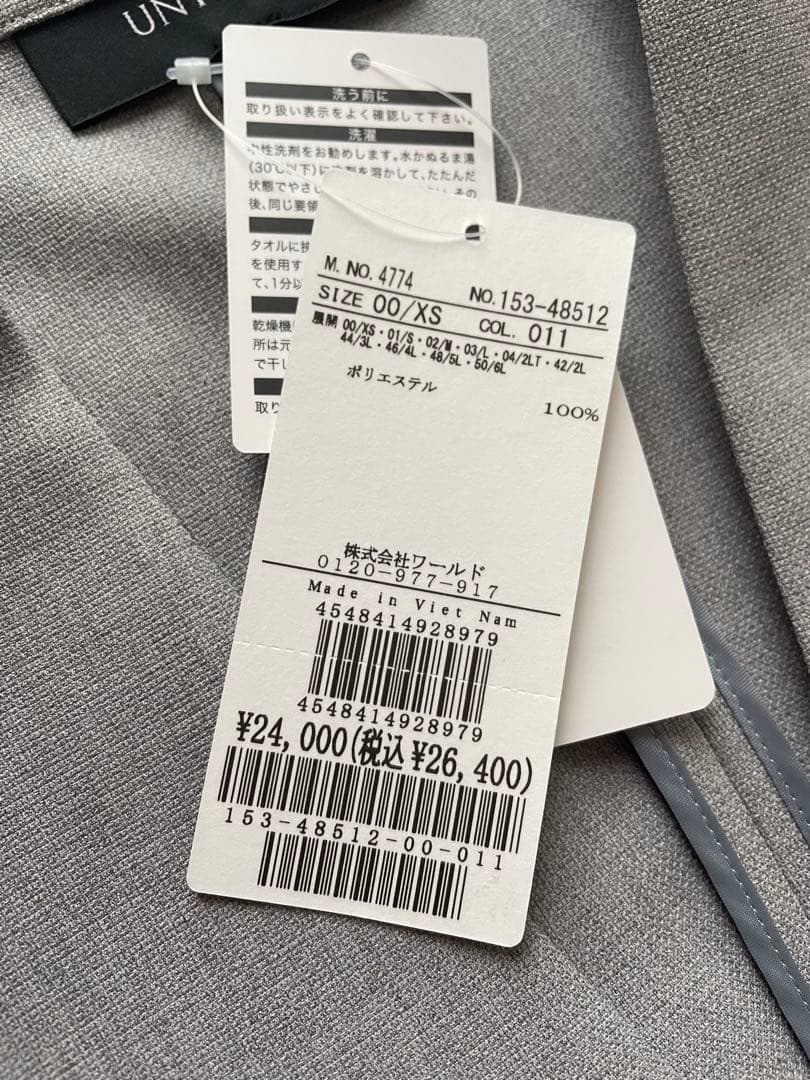 UNT
洗う前に
取り扱い表示をよく確認して下さい。
洗濯
中性洗剤をお勧めします。水かぬるま湯
(30℃以下)に
を溶かして、たたんだ
状態でやさし
その
後、同じ要領
タオルに挟
を使用す
て、1分以
乾燥機
所は元
で干し
取り
M. NO. 4774 NO. 153-48512
SIZE 00/XS COL. 011
展開 00/XS・01/S・02/M・03/L・04/2LT・42/2L
44/3L・46/4L・48/5L・50/6L
ポリエステル 100%
株式会社ワールド
0120-977-917
Made in Viet Nam
4548414928979
4548414928979
¥24,000(税込¥26,400)
153-48512-00-011